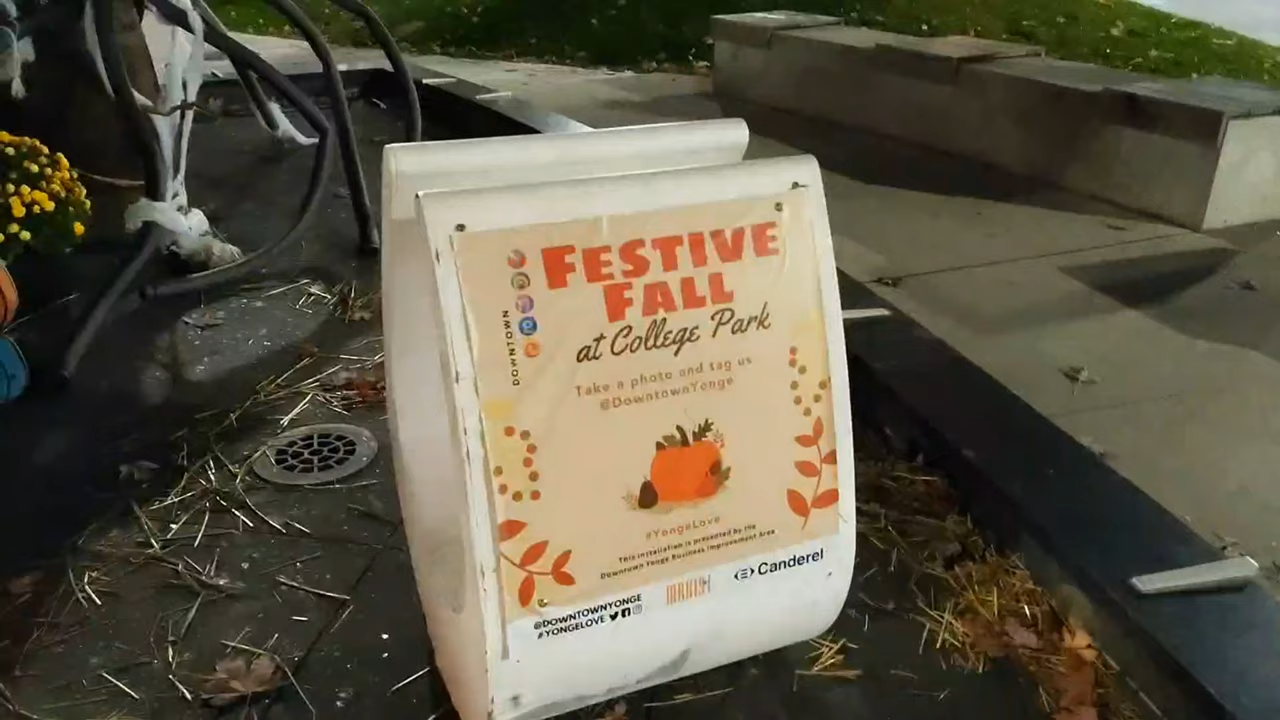 DOWNTOWN
FESTIVE
FALL
at College Park
Take a photo and tag us
@DowntownYonge
#YongeLove
This installation is presented by the
Downtown Yonge Business Improvement Area
@DOWNTOWNYONGE
#YONGELOVE
Canderel